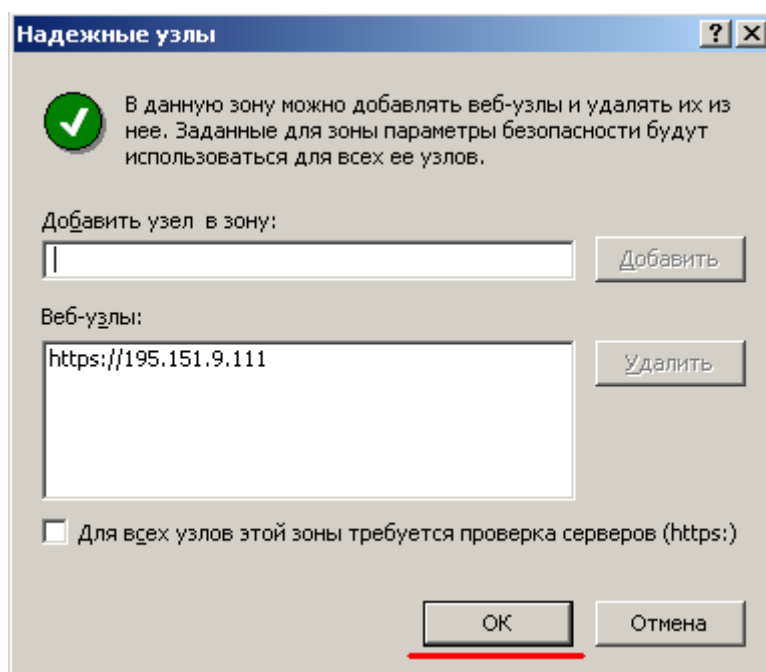 Надежные узлы
В данную зону можно добавлять веб-узлы и удалять их из
нее. Заданные для зоны параметры безопасности будут
использоваться для всех ее узлов.
Добавить узел в зону:
Добавить
Веб-узлы:
https://195.151.9.111
Удалить
Для всех узлов этой зоны требуется проверка серверов (https:)
ОК
Отмена